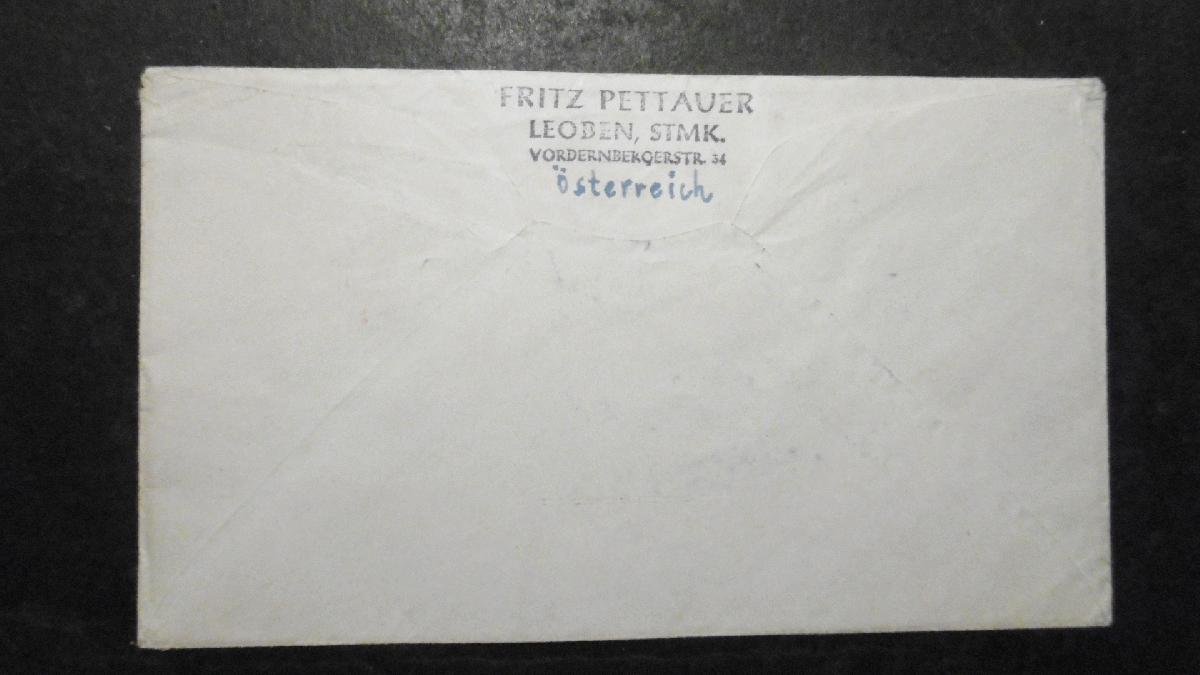 FRITZ PETTAUER
LEOBEN, STMK.
VORDERNBERGERSTR. 34
Österreich